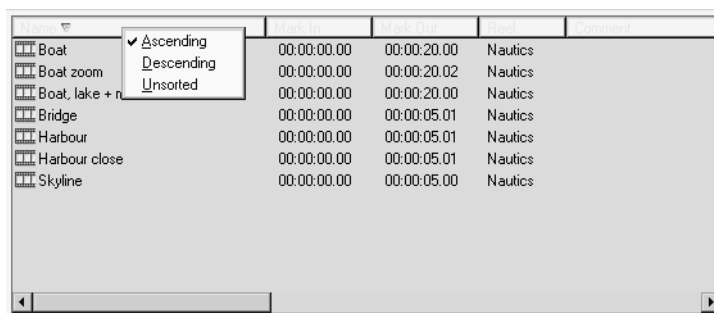 Name Mark In Mark Out Reel Comment
Boat 00:00:00.00 00:00:20.00 Nautics
Boat zoom 00:00:00.00 00:00:20.02 Nautics
Boat, lake + 00:00:00.00 00:00:20.00 Nautics
Bridge 00:00:00.00 00:00:05.01 Nautics
Harbour 00:00:00.00 00:00:05.01 Nautics
Harbour close 00:00:00.00 00:00:05.01 Nautics
Skyline 00:00:00.00 00:00:05.00 Nautics
Ascending
Descending
Unsorted